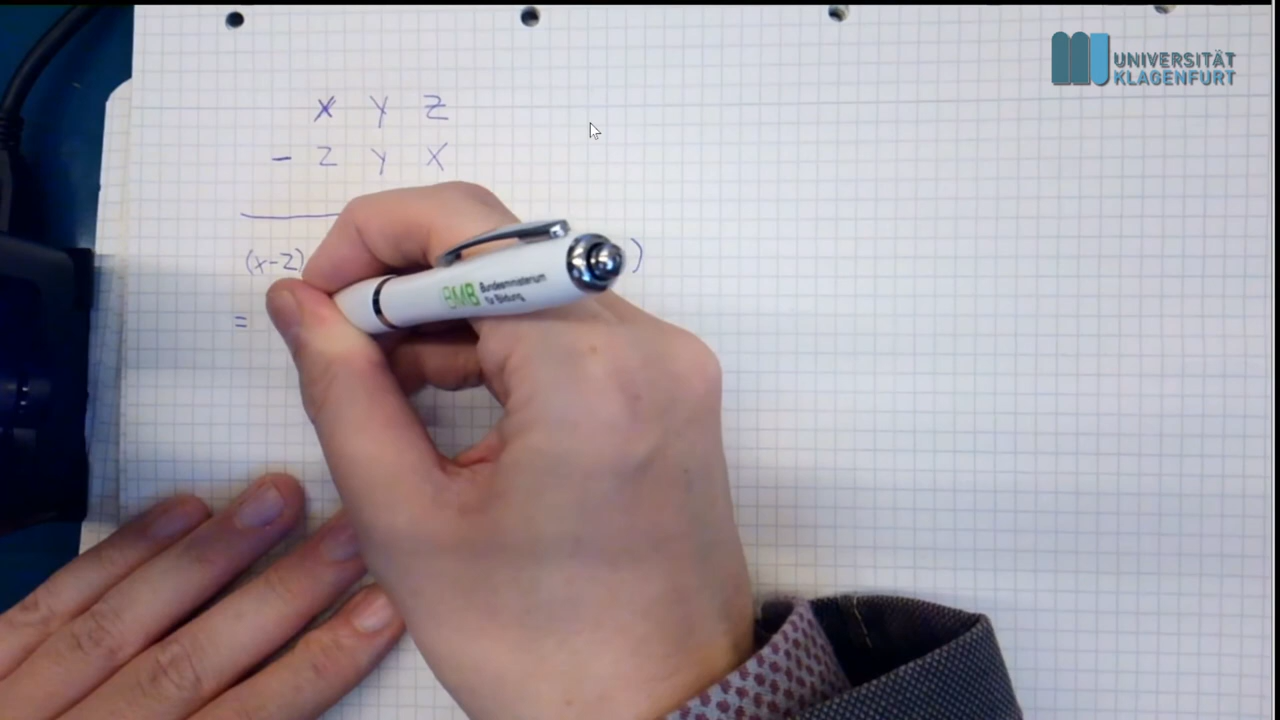 UNIVERSITÄT
KLAGENFURT
x y z
- z y x
(x-z)
)
=
BMB Bundesministerium
für Bildung